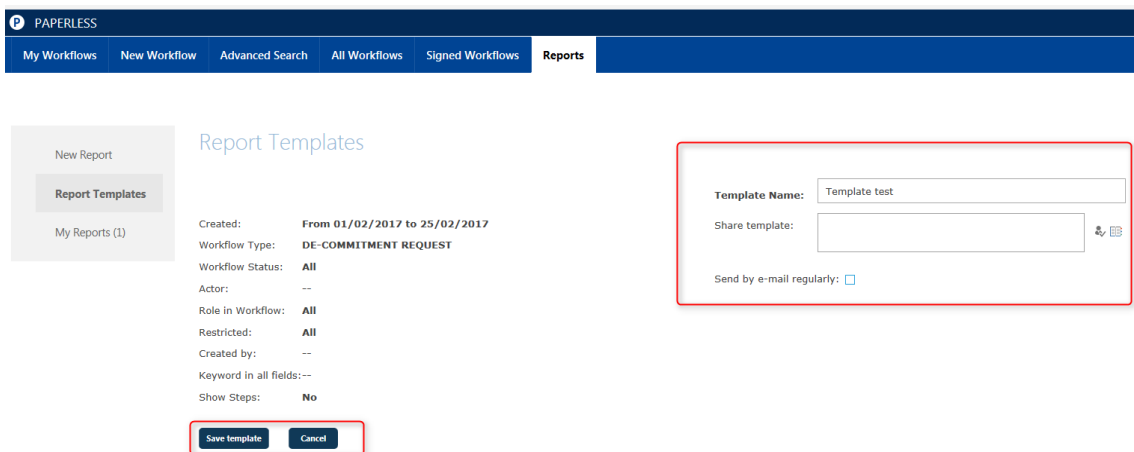 P PAPERLESS
My Workflows New Workflow Advanced Search All Workflows Signed Workflows Reports
New Report
Report Templates
My Reports (1)
Report Templates
Created: From 01/02/2017 to 25/02/2017
Workflow Type: DE-COMMITMENT REQUEST
Workflow Status: All
Actor: --
Role in Workflow: All
Restricted: All
Created by: --
Keyword in all fields:--
Show Steps: No
Save template Cancel
Template Name: Template test
Share template:
Send by e-mail regularly: